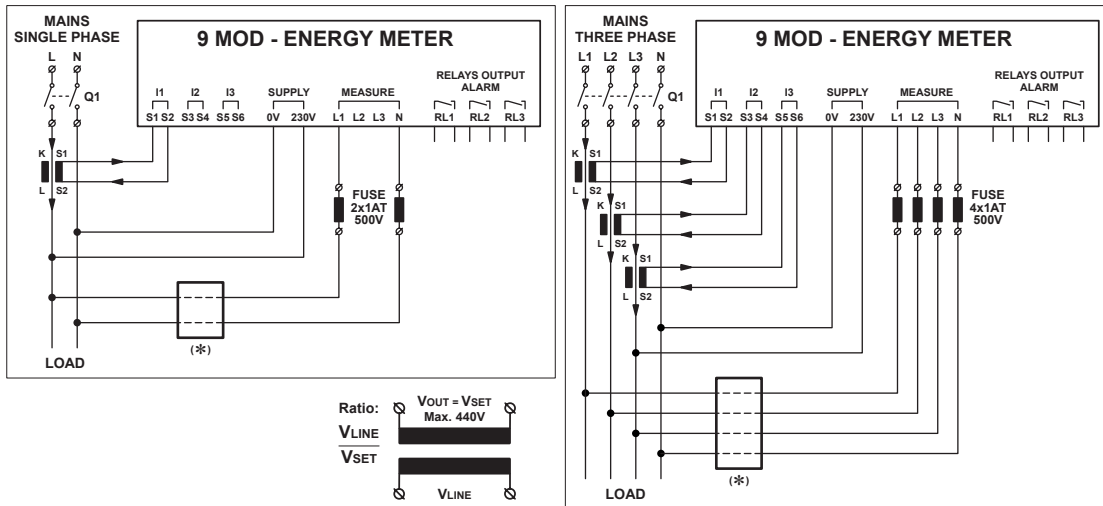 MAINS
SINGLE PHASE
L N
Q1
9 MOD - ENERGY METER
RELAYS OUTPUT
ALARM
I1 I2 I3 SUPPLY MEASURE
S1 S2 S3 S4 S5 S6 0V 230V L1 L2 L3 N RL1 RL2 RL3
K S1
L S2
FUSE
2x1AT
500V
(*)
LOAD
Ratio:
VLINE
VSET
VOUT = VSET
Max. 440V
VLINE
MAINS
THREE PHASE
L1 L2 L3 N
Q1
9 MOD - ENERGY METER
RELAYS OUTPUT
ALARM
I1 I2 I3 SUPPLY MEASURE
S1 S2 S3 S4 S5 S6 0V 230V L1 L2 L3 N RL1 RL2 RL3
K S1
L S2
K S1
L S2
K S1
L S2
FUSE
4x1AT
500V
(*)
LOAD